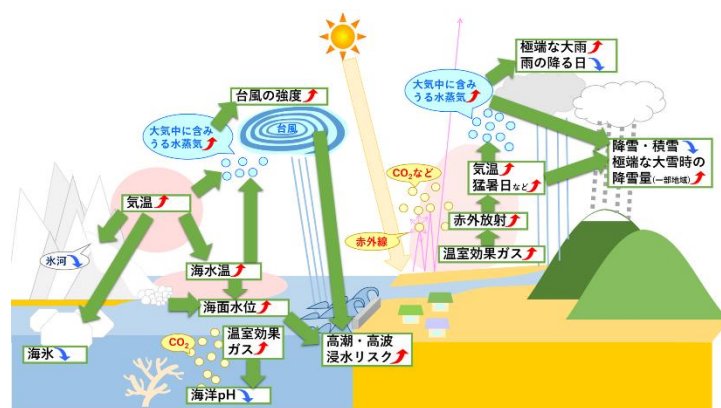 極端な大雨
雨の降る日
大気中に含み
うる水蒸気
台風の強度
台風
大気中に含み
うる水蒸気
降雪・積雪
極端な大雪時の
降雪量(一部地域)
CO2など
気温
猛暑日など
気温
赤外放射
赤外線
氷河
温室効果ガス
海水温
海面水位
CO2
温室効果
ガス
高潮・高波
浸水リスク
海氷
海洋pH